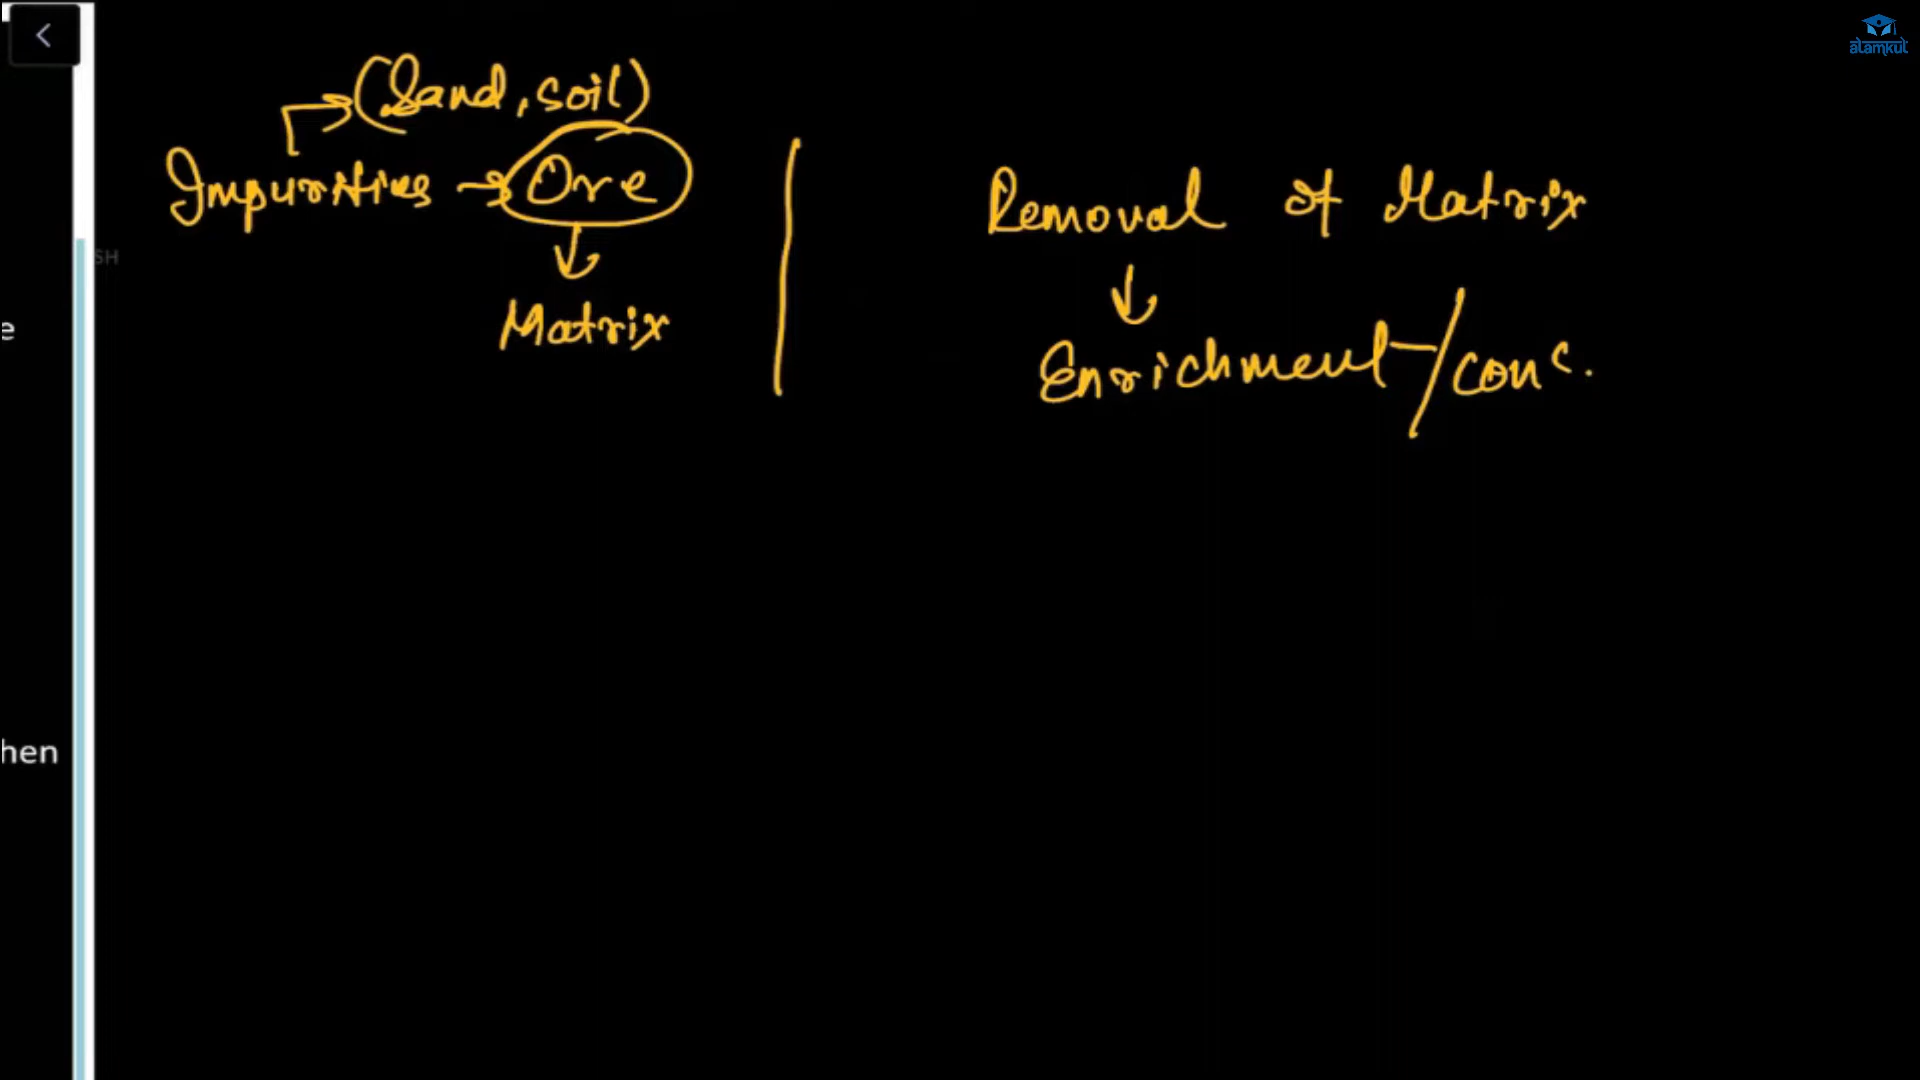 alamkul
(Sand, soil)
Impurities → Ore
Matrix
Removal of Matrix
Enrichment/conc.
SH
e
hen